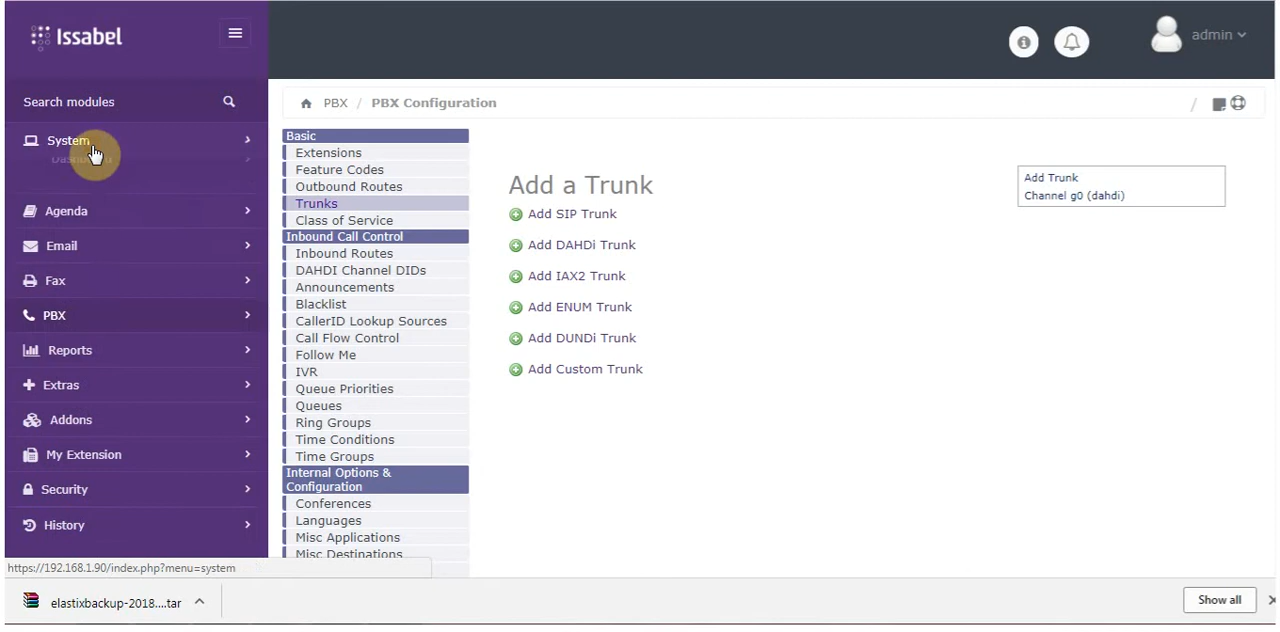 Issabel
admin
Search modules
PBX / PBX Configuration
/
System
Agenda
Email
Fax
PBX
Reports
Extras
Addons
My Extension
Security
History
Basic
Extensions
Feature Codes
Outbound Routes
Trunks
Class of Service
Inbound Call Control
Inbound Routes
DAHDI Channel DIDs
Announcements
Blacklist
CallerID Lookup Sources
Call Flow Control
Follow Me
IVR
Queue Priorities
Queues
Ring Groups
Time Conditions
Time Groups
Internal Options &
Configuration
Conferences
Languages
Misc Applications
Misc Destinations
Add a Trunk
Add SIP Trunk
Add DAHDi Trunk
Add IAX2 Trunk
Add ENUM Trunk
Add DUNDi Trunk
Add Custom Trunk
Add Trunk
Channel g0 (dahdi)
https://192.168.1.90/index.php?menu=system
elastixbackup-2018....tar
Show all